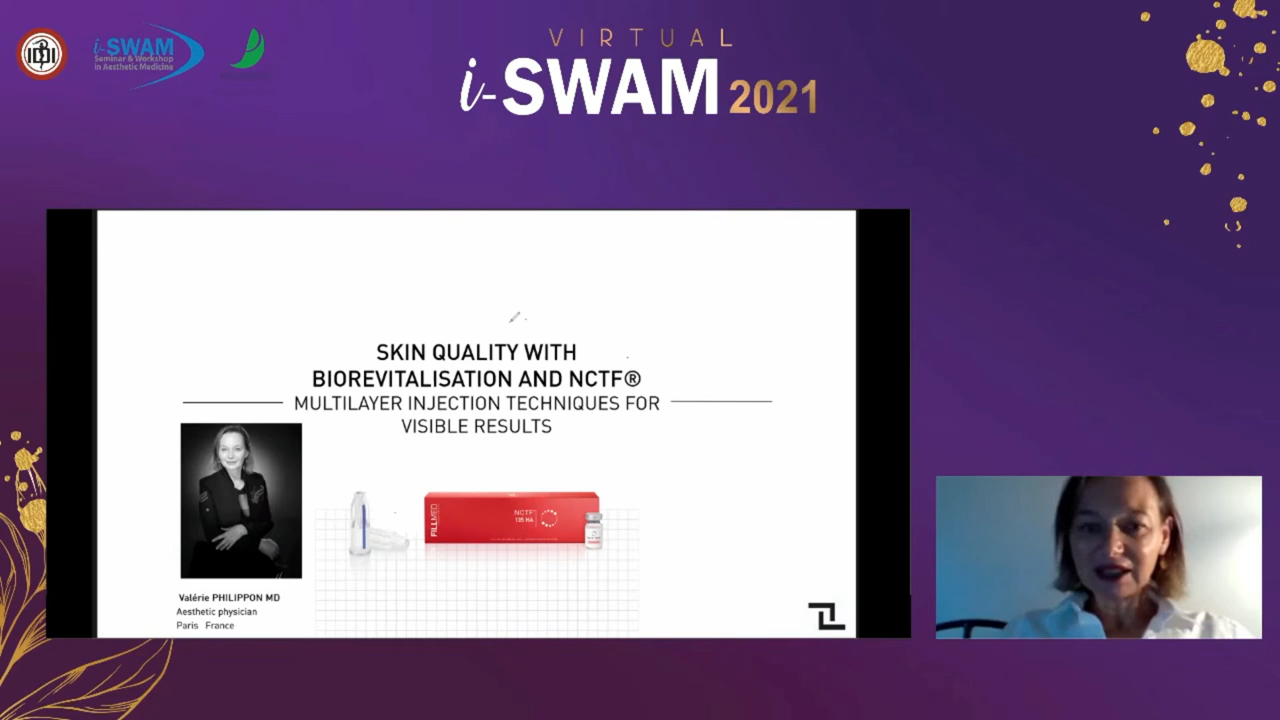 i-SWAM
Seminar & Workshop
in Aesthetic Medicine
VIRTUAL
i-SWAM 2021
SKIN QUALITY WITH
BIOREVITALISATION AND NCTF®
MULTILAYER INJECTION TECHNIQUES FOR
VISIBLE RESULTS
FILLMED
NCTF®
135 HA
Valérie PHILIPPON MD
Aesthetic physician
Paris France